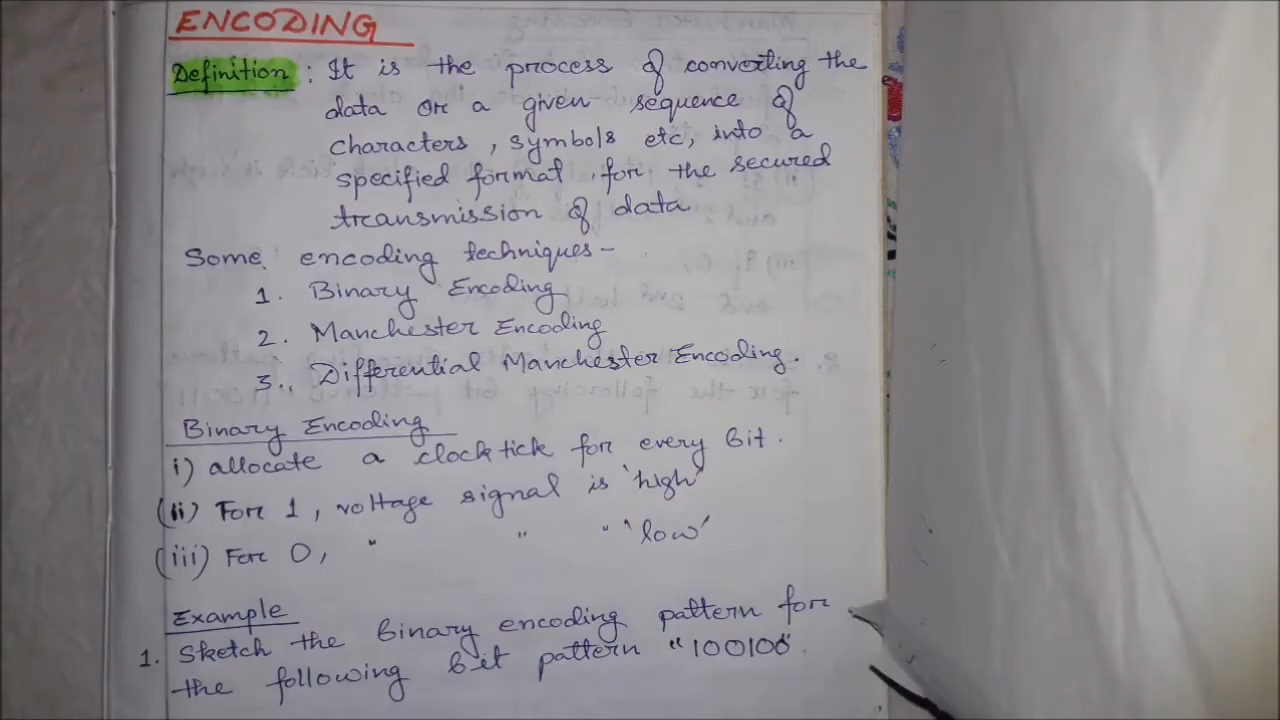 ENCODING
Definition : It is the process of converting the
data or a given sequence of
characters, symbols etc, into a
specified format, for the secured
transmission of data
Some encoding techniques -
1. Binary Encoding
2. Manchester Encoding
3. Differential Manchester Encoding.
Binary Encoding
i) allocate a clock tick for every bit.
(ii) For 1, voltage signal is 'high'
(iii) For 0, " " " 'low'
Example
1. Sketch the binary encoding pattern for
the following bit pattern "100100".